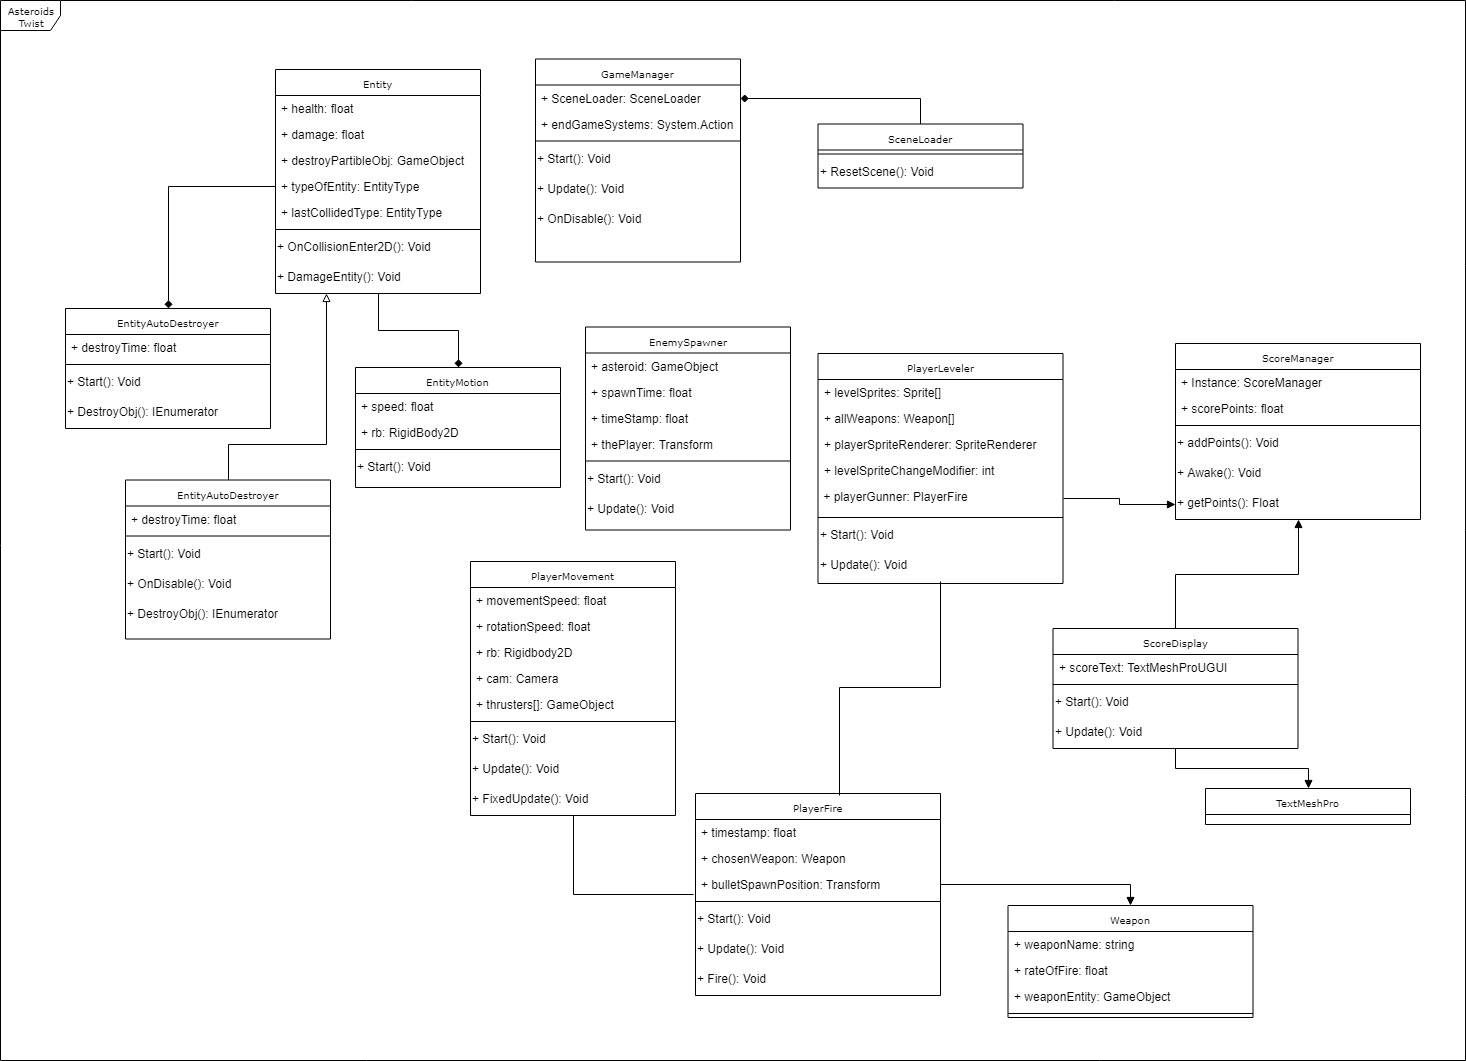 Asteroids
Twist
Entity
+ health: float
+ damage: float
+ destroyPartibleObj: GameObject
+ typeOfEntity: EntityType
+ lastCollidedType: EntityType
+ OnCollisionEnter2D(): Void
+ DamageEntity(): Void
GameManager
+ SceneLoader: SceneLoader
+ endGameSystems: System.Action
+ Start(): Void
+ Update(): Void
+ OnDisable(): Void
SceneLoader
+ ResetScene(): Void
EntityAutoDestroyer
+ destroyTime: float
+ Start(): Void
+ DestroyObj(): IEnumerator
EntityMotion
+ speed: float
+ rb: RigidBody2D
+ Start(): Void
EnemySpawner
+ asteroid: GameObject
+ spawnTime: float
+ timeStamp: float
+ thePlayer: Transform
+ Start(): Void
+ Update(): Void
PlayerLeveler
+ levelSprites: Sprite[]
+ allWeapons: Weapon[]
+ playerSpriteRenderer: SpriteRenderer
+ levelSpriteChangeModifier: int
+ playerGunner: PlayerFire
+ Start(): Void
+ Update(): Void
ScoreManager
+ Instance: ScoreManager
+ scorePoints: float
+ addPoints(): Void
+ Awake(): Void
+ getPoints(): Float
EntityAutoDestroyer
+ destroyTime: float
+ Start(): Void
+ OnDisable(): Void
+ DestroyObj(): IEnumerator
PlayerMovement
+ movementSpeed: float
+ rotationSpeed: float
+ rb: Rigidbody2D
+ cam: Camera
+ thrusters[]: GameObject
+ Start(): Void
+ Update(): Void
+ FixedUpdate(): Void
ScoreDisplay
+ scoreText: TextMeshProUGUI
+ Start(): Void
+ Update(): Void
TextMeshPro
PlayerFire
+ timestamp: float
+ chosenWeapon: Weapon
+ bulletSpawnPosition: Transform
+ Start(): Void
+ Update(): Void
+ Fire(): Void
Weapon
+ weaponName: string
+ rateOfFire: float
+ weaponEntity: GameObject